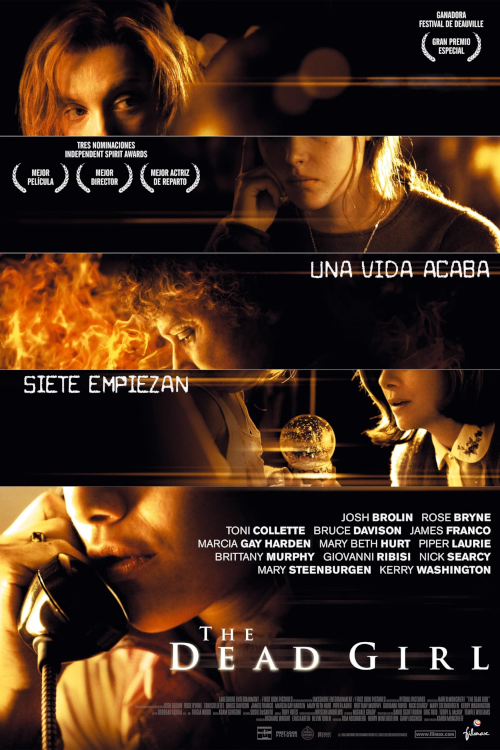 GANADORA
FESTIVAL DE DEAUVILLE
GRAN PREMIO
ESPECIAL
TRES NOMINACIONES
INDEPENDENT SPIRIT AWARDS
MEJOR
PELÍCULA
MEJOR
DIRECTOR
MEJOR ACTRIZ
DE REPARTO
UNA VIDA ACABA
SIETE EMPIEZAN
JOSH BROLIN ROSE BRYNE
TONI COLLETTE BRUCE DAVISON JAMES FRANCO
MARCIA GAY HARDEN MARY BETH HURT PIPER LAURIE
BRITTANY MURPHY GIOVANNI RIBISI NICK SEARCY
MARY STEENBURGEN KERRY WASHINGTON
THE
DEAD GIRL
www.filmax.com
filmax